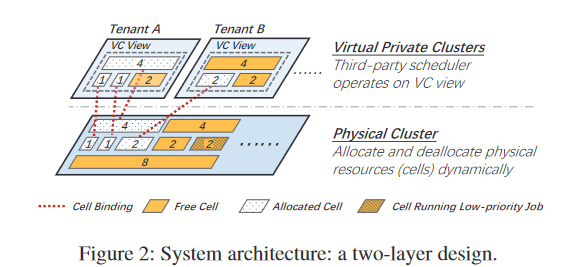 Tenant A
Tenant B
VC View
VC View
4
1 1 2
4
2 2
......
Virtual Private Clusters
Third-party scheduler
operates on VC view
4
4
1 1 2 2 2
......
8
Physical Cluster
Allocate and deallocate physical
resources (cells) dynamically
Cell Binding
Free Cell
Allocated Cell
Cell Running Low-priority Job
Figure 2: System architecture: a two-layer design.